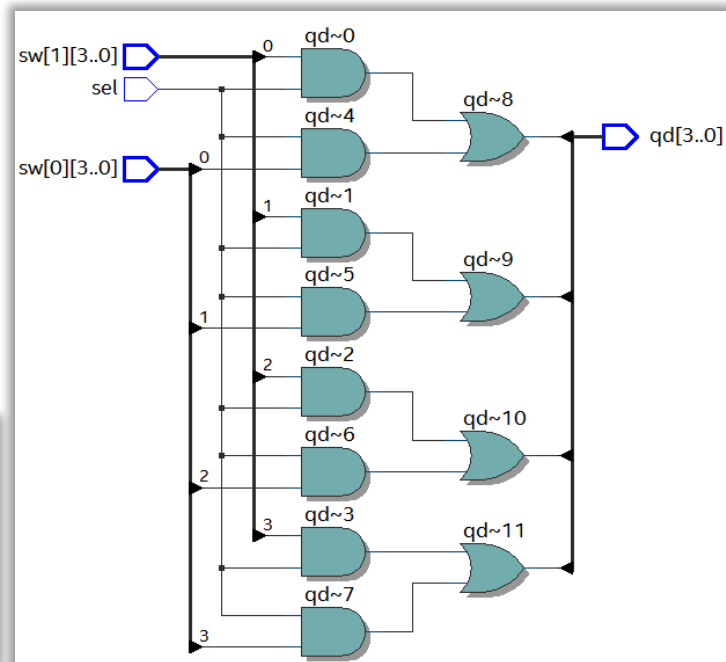 0
qd~0
sw[1][3..0]
sel
qd~8
qd~4
qd[3..0]
0
sw[0][3..0]
qd~1
1
qd~9
qd~5
1
qd~2
2
qd~10
qd~6
2
qd~3
3
qd~11
qd~7
3